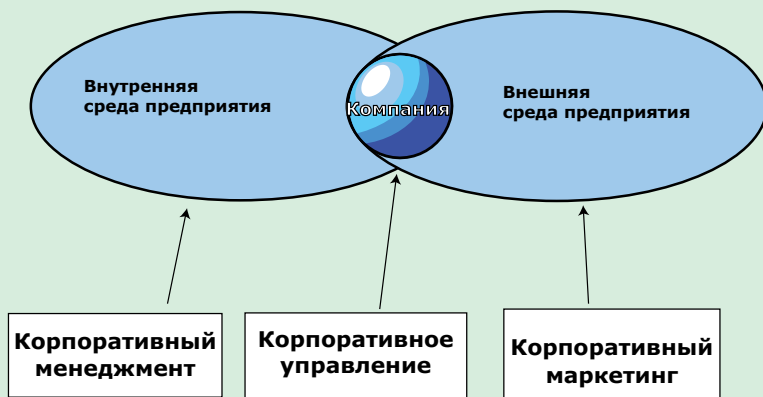 Внутренняя
среда предприятия
Компания
Внешняя
среда предприятия
Корпоративный
менеджмент
Корпоративное
управление
Корпоративный
маркетинг